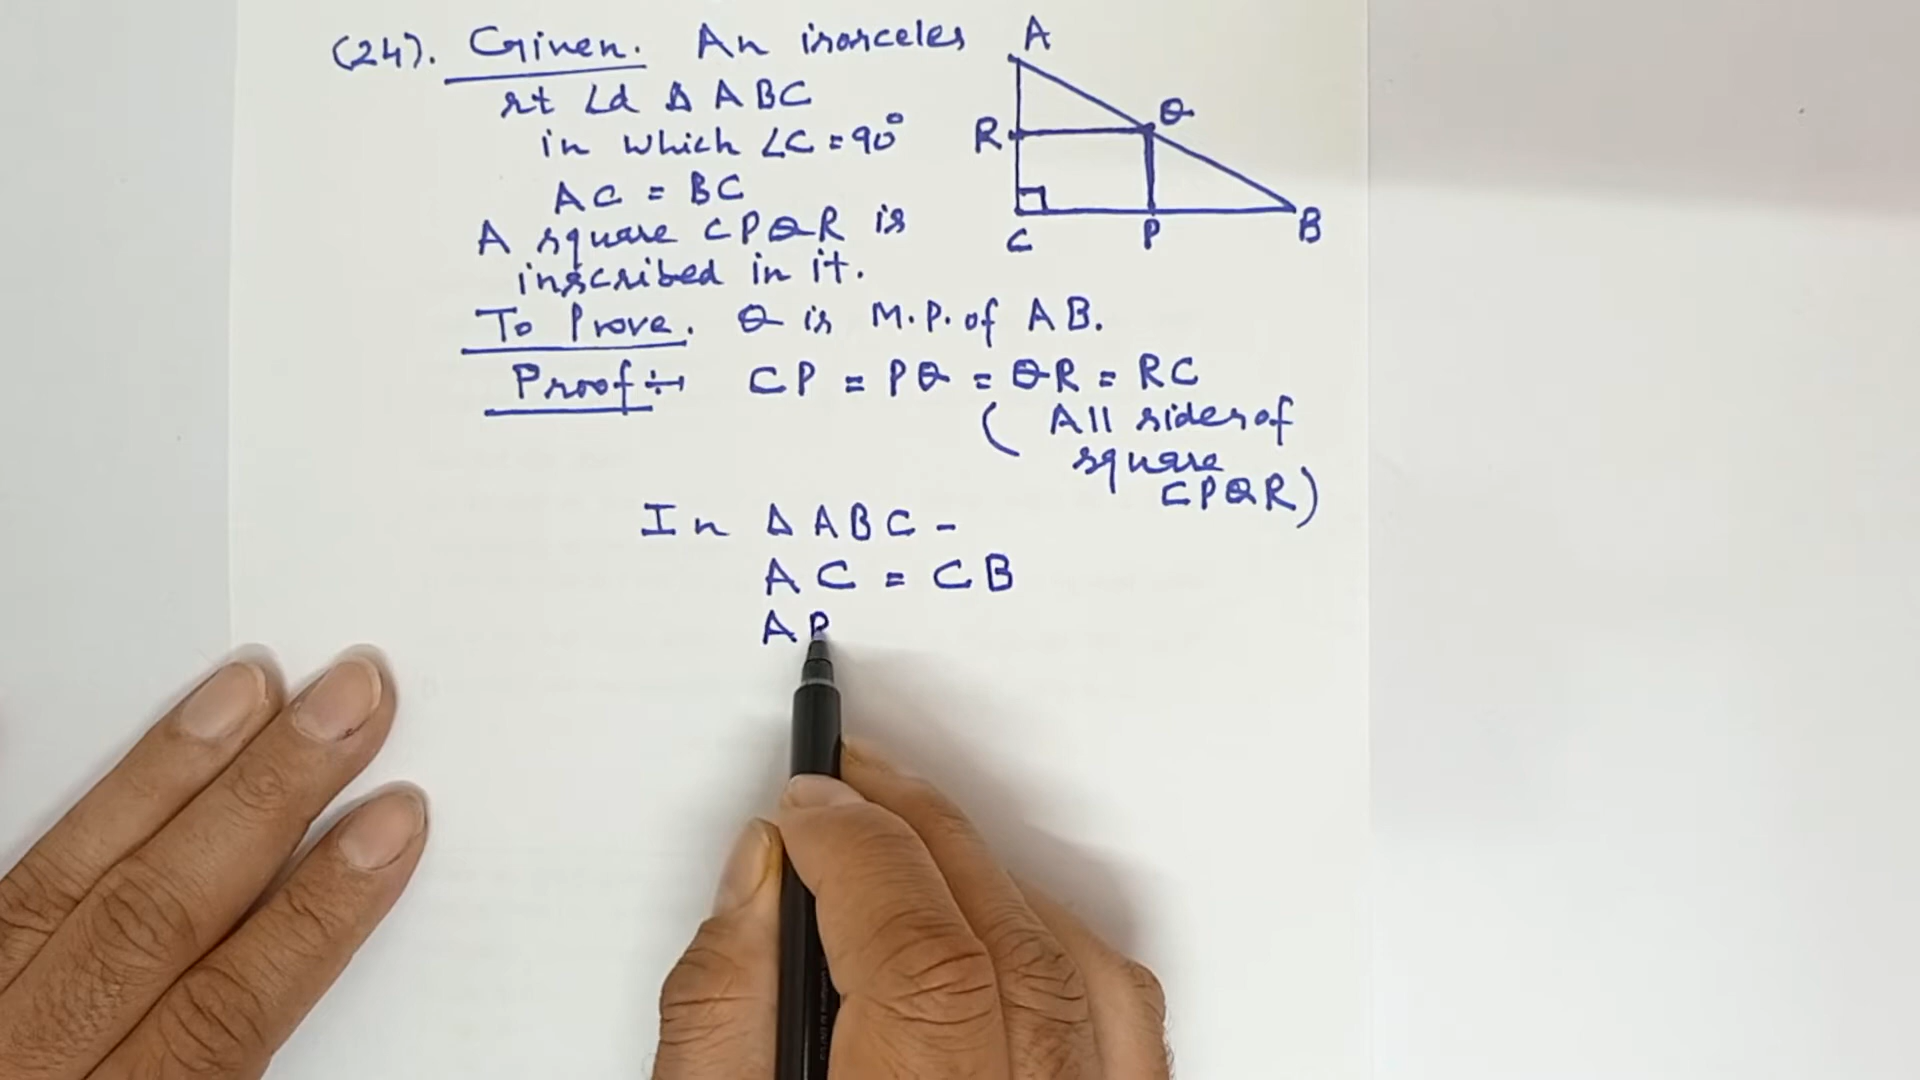 (24). Given. An isosceles
rt ∠d Δ ABC
in which ∠C = 90°
AC = BC
A square CPQR is
inscribed in it.
To Prove. Q is M.P. of AB.
Proof :- CP = PQ = QR = RC
( All sides of
square
CPQR)
In Δ ABC -
AC = CB
A
A
R
Q
C
P
B